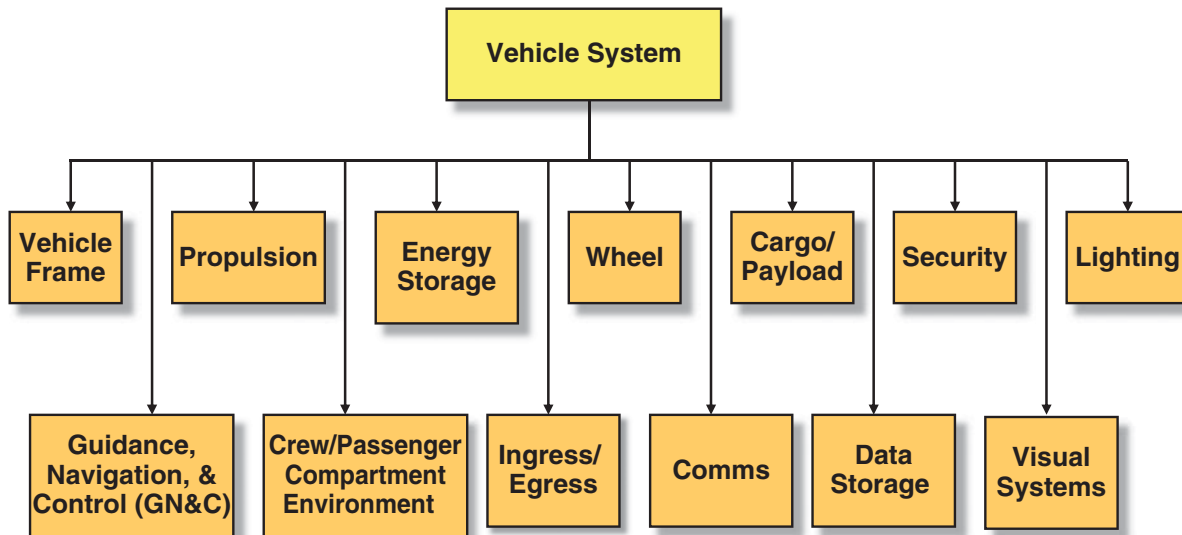 Vehicle System
Vehicle
Frame
Propulsion
Energy
Storage
Wheel
Cargo/
Payload
Security
Lighting
Guidance,
Navigation, &
Control (GN&C)
Crew/Passenger
Compartment
Environment
Ingress/
Egress
Comms
Data
Storage
Visual
Systems